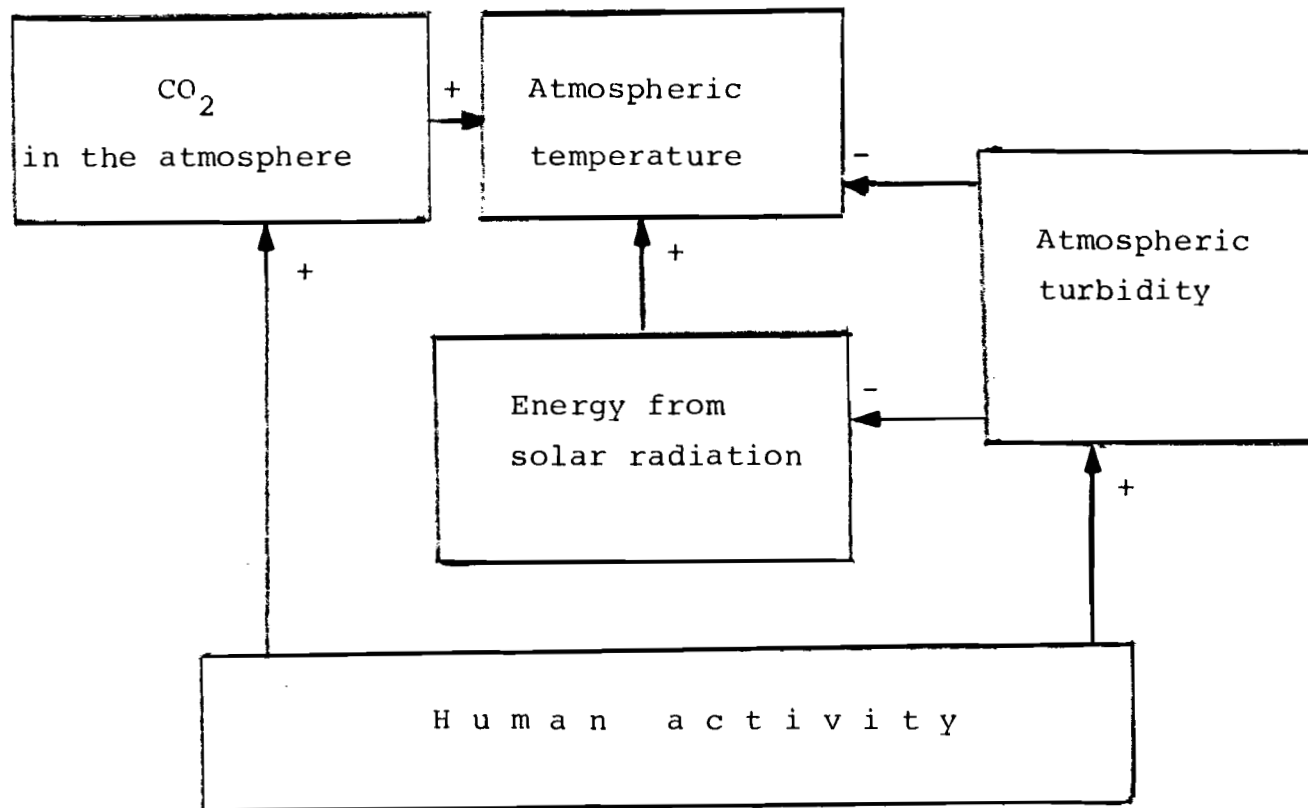 CO2
in the atmosphere
+
Atmospheric
temperature
-
Atmospheric
turbidity
+
+
Energy from
solar radiation
-
+
Human activity